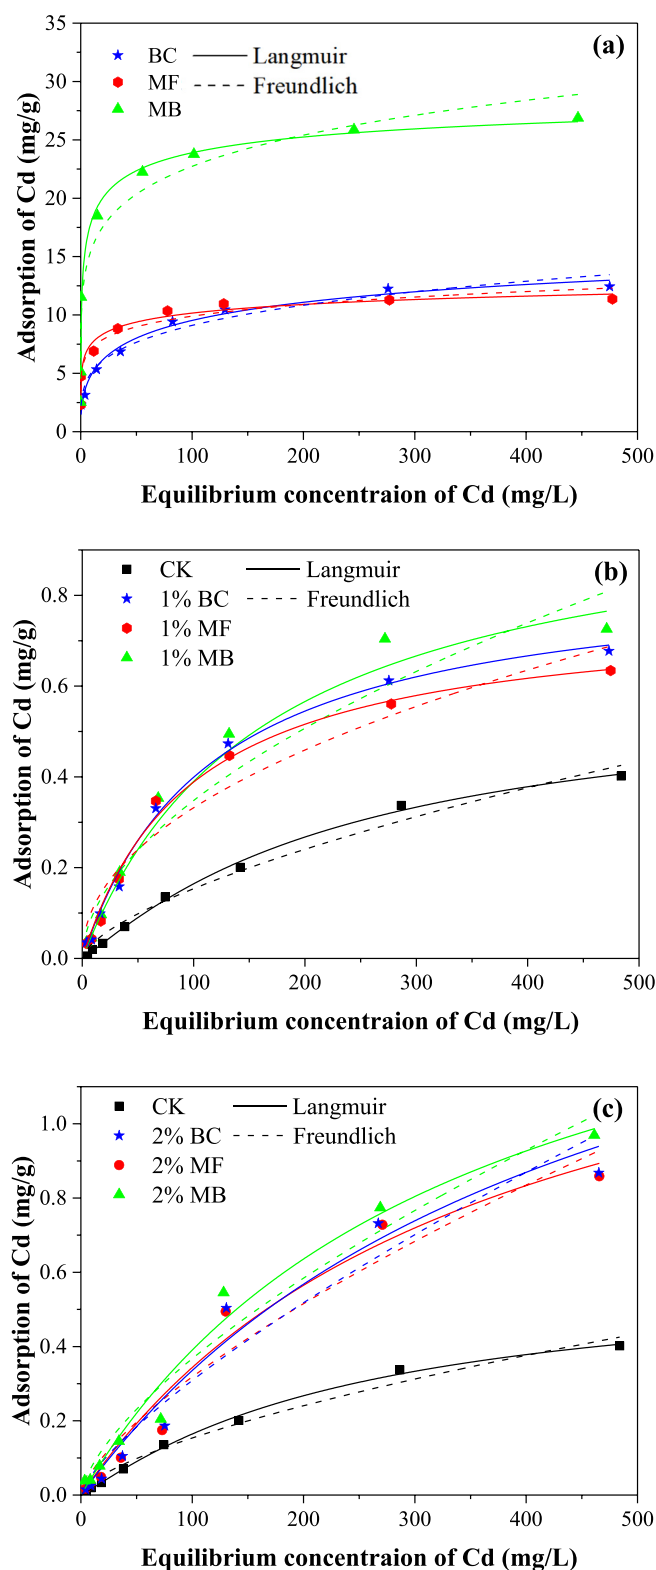 (a)
BC Langmuir
MF Freundlich
MB
35
30
25
20
15
10
5
0
Adsorption of Cd (mg/g)
0 100 200 300 400 500
Equilibrium concentraion of Cd (mg/L)
(b)
CK Langmuir
1% BC Freundlich
1% MF
1% MB
0.8
0.6
0.4
0.2
0.0
Adsorption of Cd (mg/g)
0 100 200 300 400 500
Equilibrium concentraion of Cd (mg/L)
(c)
CK Langmuir
2% BC Freundlich
2% MF
2% MB
1.0
0.8
0.6
0.4
0.2
0.0
Adsorption of Cd (mg/g)
0 100 200 300 400 500
Equilibrium concentraion of Cd (mg/L)